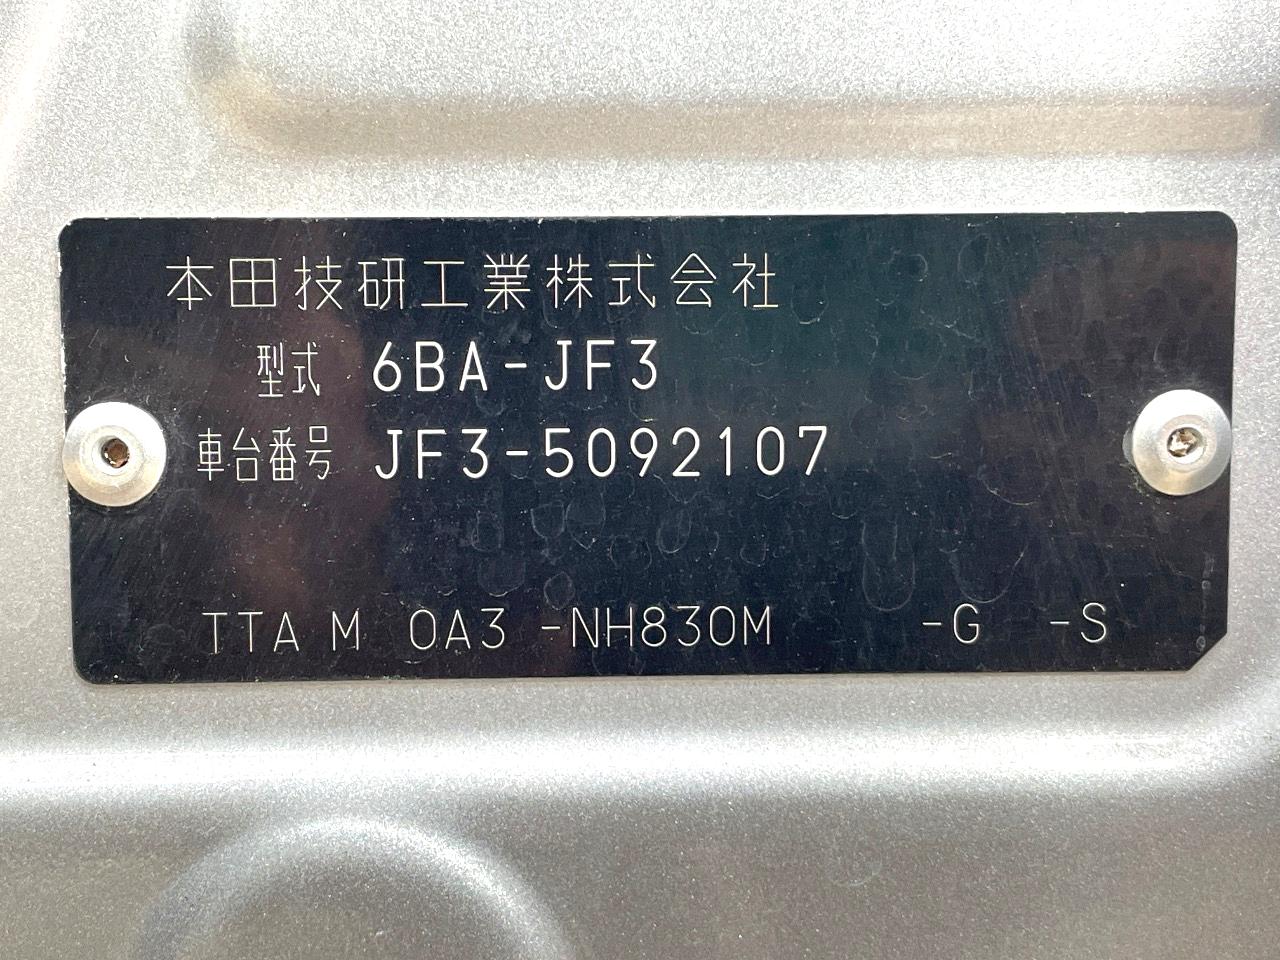 本田技研工業株式会社
型式 6BA-JF3
車台番号 JF3-5092107
TTA M 0A3 -NH830M -G -S